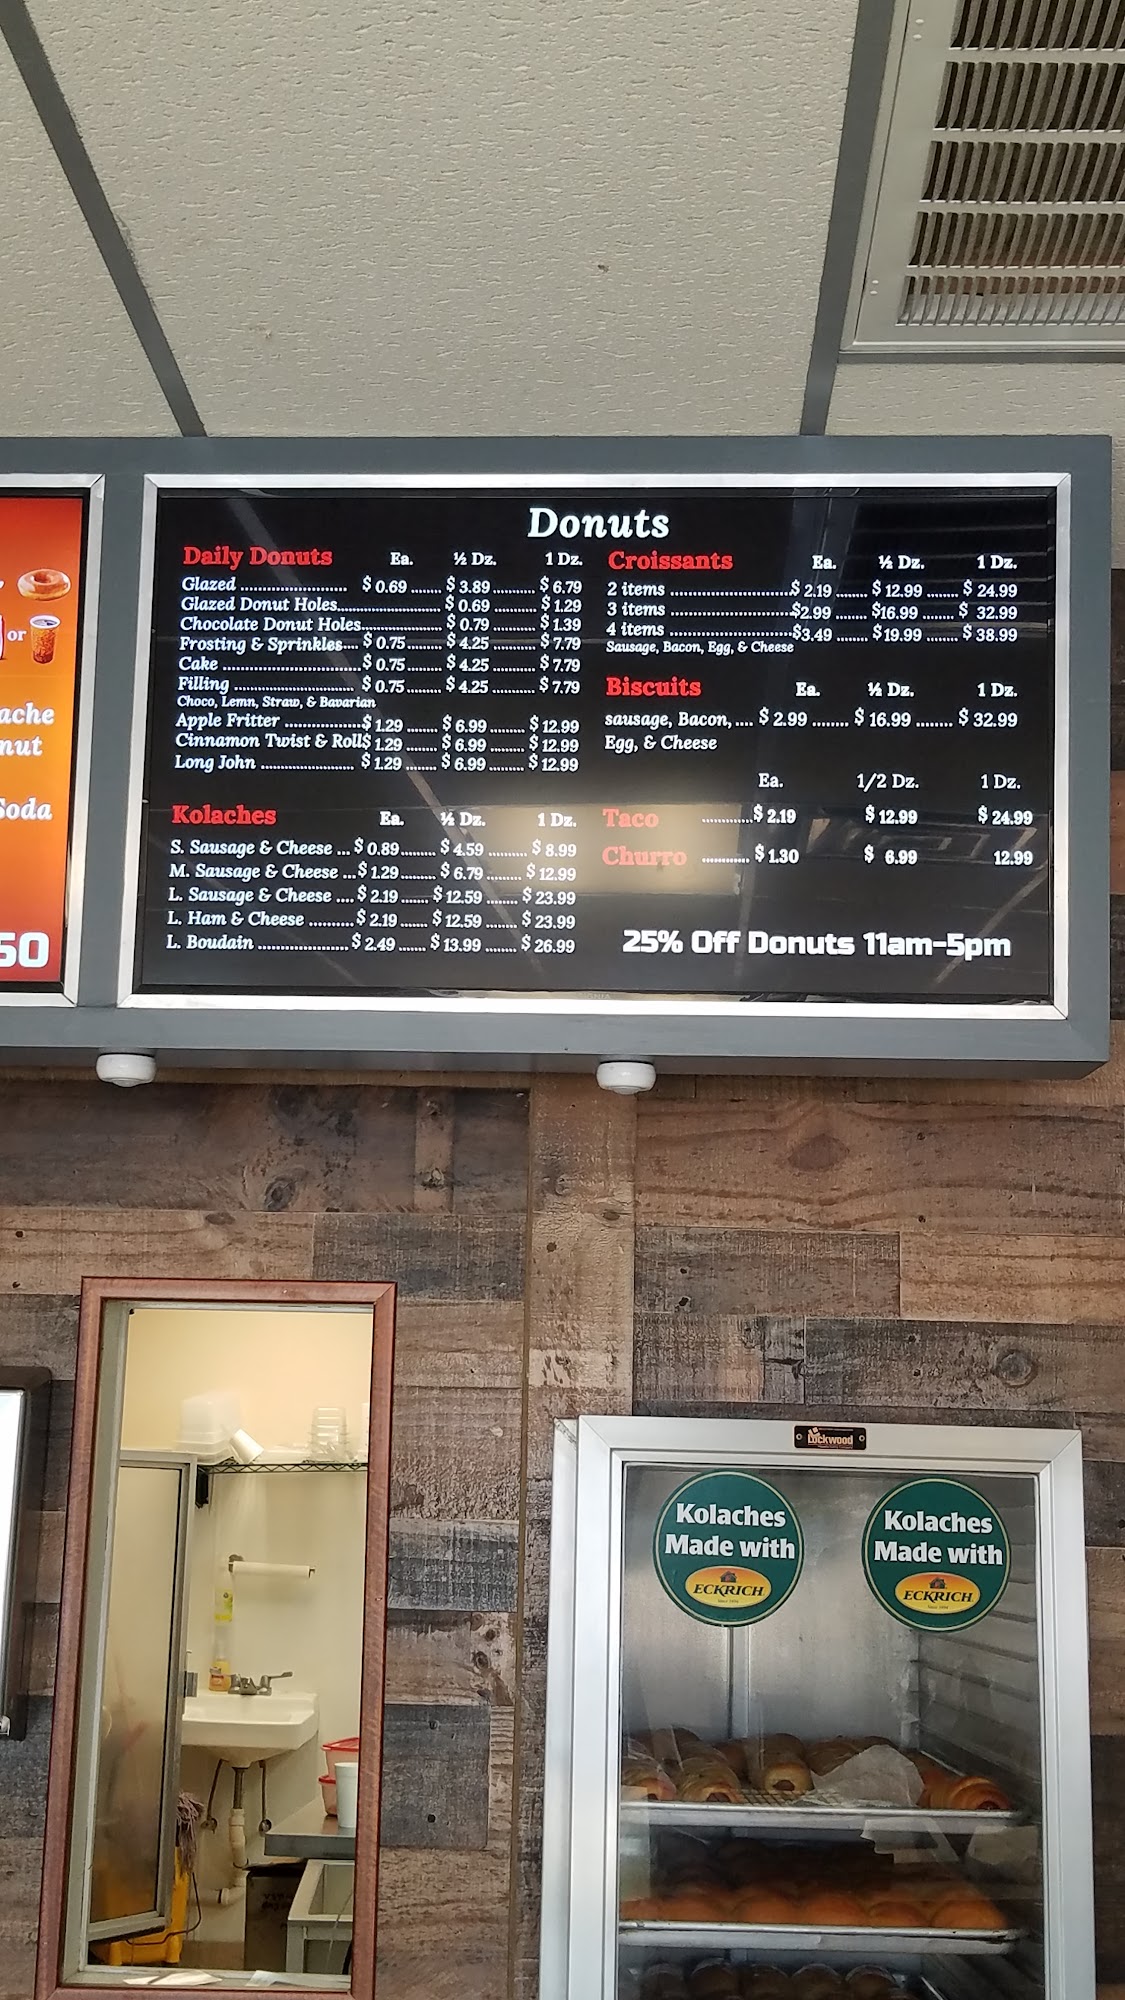 or
ache
nut
Soda
50
Donuts
Daily Donuts Ea. ½ Dz. 1 Dz.
Glazed .................... $ 0.69 ........ $ 3.89 ........... $ 6.79
Glazed Donut Holes........................ $ 0.69 ........... $ 1.29
Chocolate Donut Holes.................. $ 0.79 ........... $ 1.39
Frosting & Sprinkles.... $ 0.75 ........ $ 4.25 ........... $ 7.79
Cake ......................... $ 0.75 ........ $ 4.25 ........... $ 7.79
Filling ....................... $ 0.75 ........ $ 4.25 ........... $ 7.79
Choco, Lemn, Straw, & Bavarian
Apple Fritter .............. $ 1.29 ........ $ 6.99 .......... $ 12.99
Cinnamon Twist & Roll$ 1.29 ........ $ 6.99 ......... $ 12.99
Long John .................. $ 1.29 ........ $ 6.99 ......... $ 12.99
Kolaches Ea. ½ Dz. 1 Dz.
S. Sausage & Cheese ... $ 0.89 ......... $ 4.59 .......... $ 8.99
M. Sausage & Cheese ... $ 1.29 ......... $ 6.79 ......... $ 12.99
L. Sausage & Cheese .... $ 2.19 ....... $ 12.59 ........ $ 23.99
L. Ham & Cheese .......... $ 2.19 ....... $ 12.59 ........ $ 23.99
L. Boudain .................... $ 2.49 ...... $ 13.99 ........ $ 26.99
Croissants Ea. ½ Dz. 1 Dz.
2 items ........................... $ 2.19 ....... $ 12.99 ....... $ 24.99
3 items ........................... $2.99 ....... $16.99 ....... $ 32.99
4 items ........................... $3.49 ....... $19.99 ....... $ 38.99
Sausage, Bacon, Egg, & Cheese
Biscuits Ea. ½ Dz. 1 Dz.
sausage, Bacon, .... $ 2.99 ........ $ 16.99 ........ $ 32.99
Egg, & Cheese
Ea. 1/2 Dz. 1 Dz.
Taco ............ $ 2.19 $ 12.99 $ 24.99
Churro ........... $ 1.30 $ 6.99 12.99
25% Off Donuts 11am-5pm
Lockwood
Kolaches
Made with
ECKRICH
Kolaches
Made with
ECKRICH